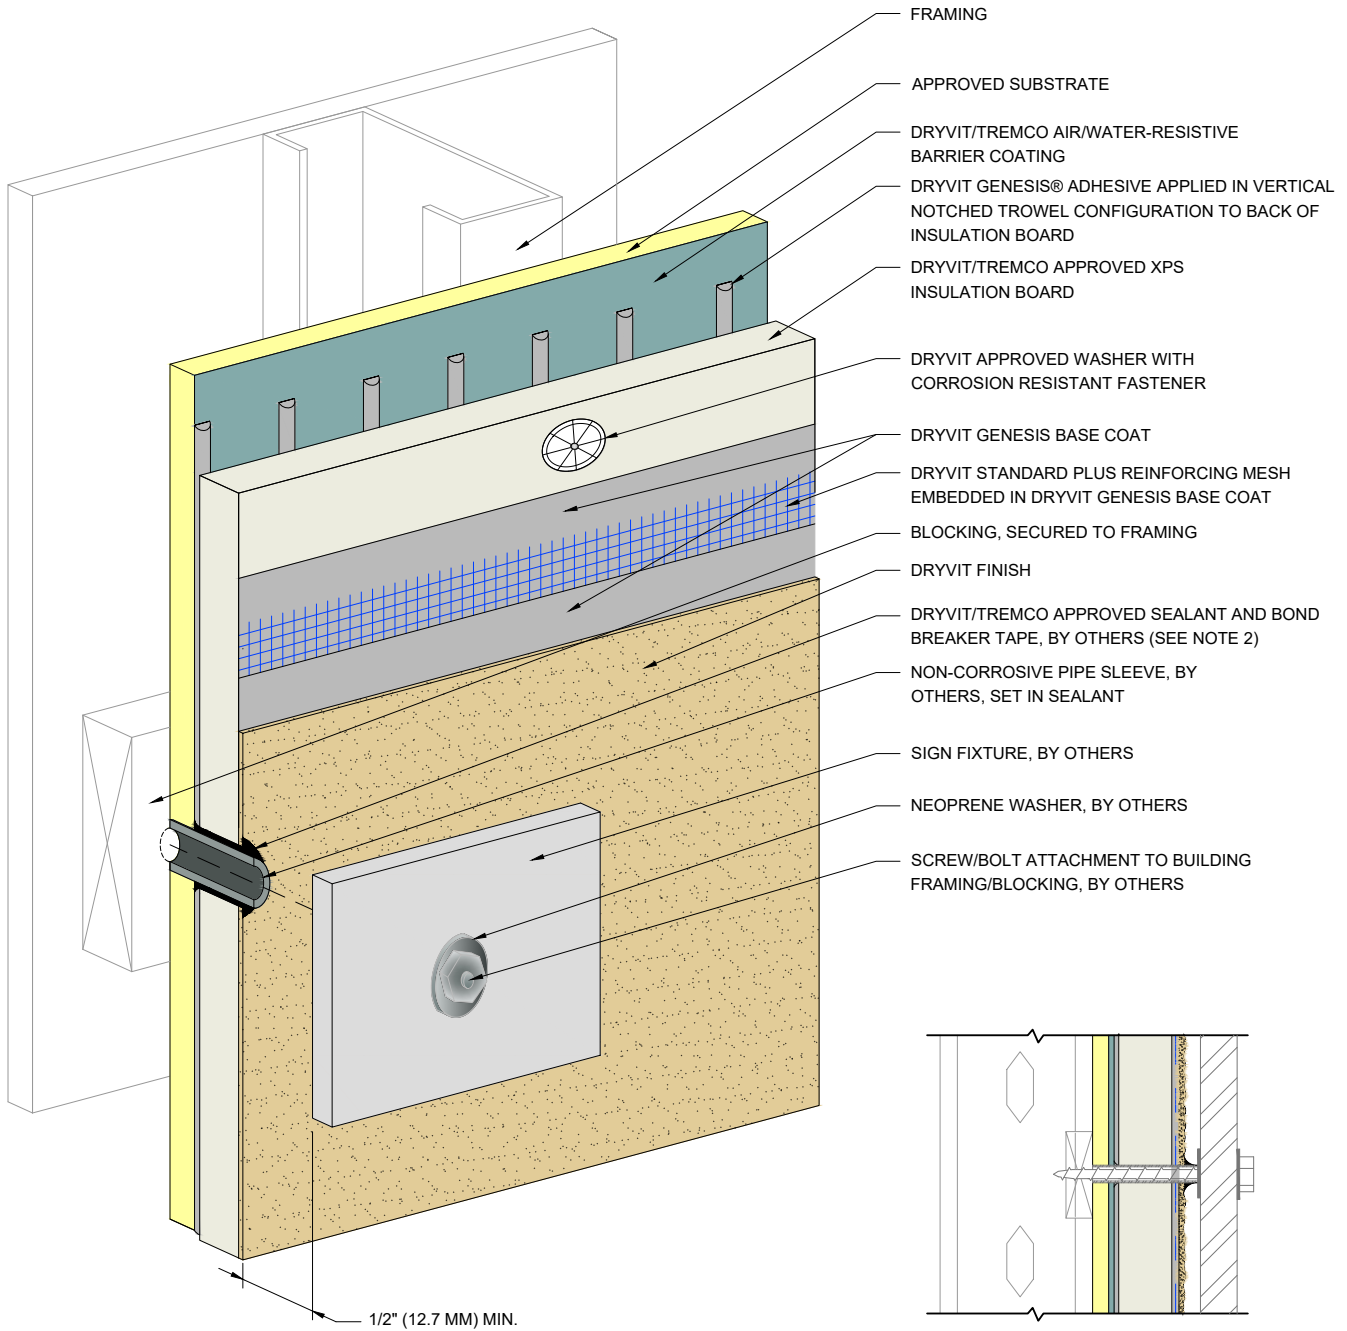 FRAMING
APPROVED SUBSTRATE
DRYVIT/TREMCO AIR/WATER-RESISTIVE
BARRIER COATING
DRYVIT GENESIS® ADHESIVE APPLIED IN VERTICAL
NOTCHED TROWEL CONFIGURATION TO BACK OF
INSULATION BOARD
DRYVIT/TREMCO APPROVED XPS
INSULATION BOARD
DRYVIT APPROVED WASHER WITH
CORROSION RESISTANT FASTENER
DRYVIT GENESIS BASE COAT
DRYVIT STANDARD PLUS REINFORCING MESH
EMBEDDED IN DRYVIT GENESIS BASE COAT
BLOCKING, SECURED TO FRAMING
DRYVIT FINISH
DRYVIT/TREMCO APPROVED SEALANT AND BOND
BREAKER TAPE, BY OTHERS (SEE NOTE 2)
NON-CORROSIVE PIPE SLEEVE, BY
OTHERS, SET IN SEALANT
SIGN FIXTURE, BY OTHERS
NEOPRENE WASHER, BY OTHERS
SCREW/BOLT ATTACHMENT TO BUILDING
FRAMING/BLOCKING, BY OTHERS
1/2" (12.7 MM) MIN.